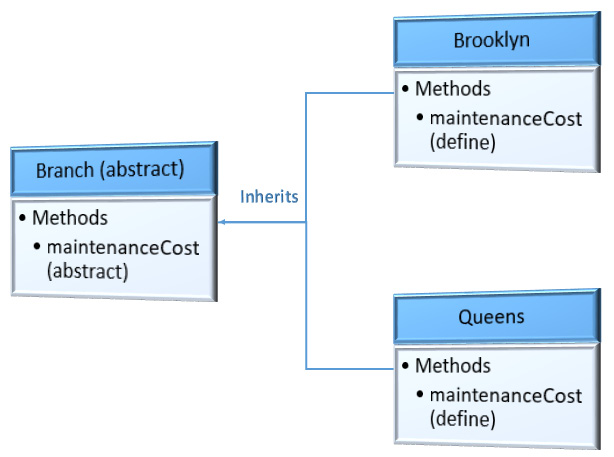 Branch (abstract)
• Methods
• maintenanceCost
(abstract)
Inherits
Brooklyn
• Methods
• maintenanceCost
(define)
Queens
• Methods
• maintenanceCost
(define)